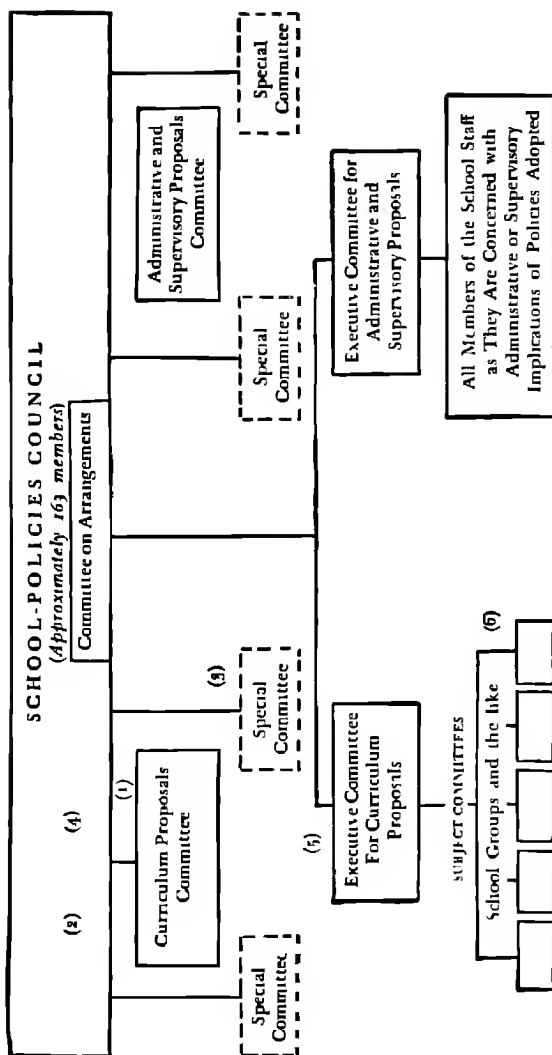 SCHOOL-POLICIES COUNCIL
(Approximately 163 members)
Committee on Arrangements
(2)
(4)
(1)
Curriculum Proposals
Committee
Administrative and
Supervisory Proposals
Committee
(3)
Special
Committee
Special
Committee
Special
Committee
Special
Committee
(5)
Executive Committee
For Curriculum
Proposals
Executive Committee for
Administrative and
Supervisory Proposals
SUBJECT COMMITTEES
School Groups and the like
(6)
All Members of the School Staff
as They Are Concerned with
Administrative or Supervisory
Implications of Policies Adopted